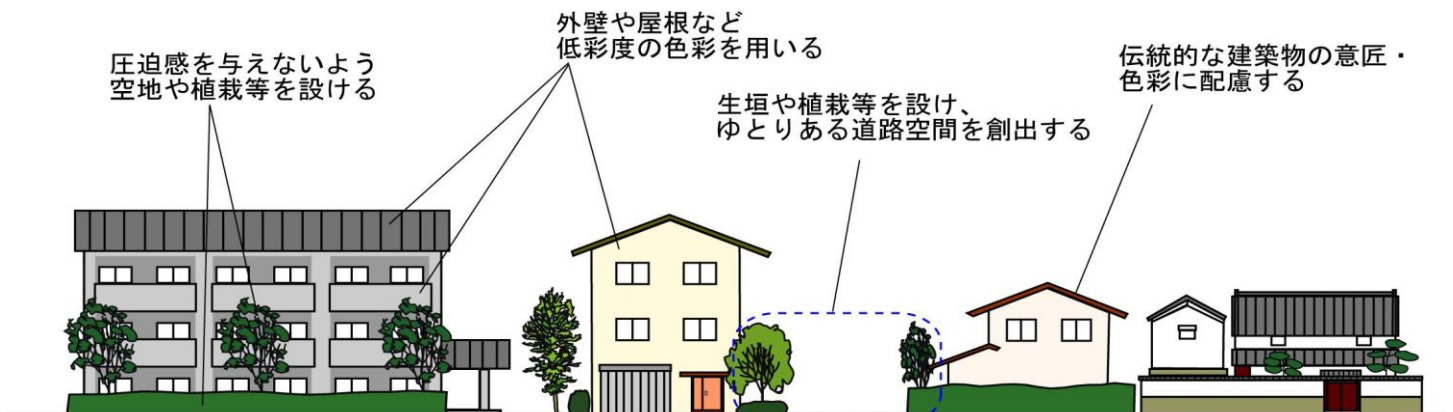 外壁や屋根など
低彩度の色彩を用いる
圧迫感を与えないよう
空地や植栽等を設ける
伝統的な建築物の意匠・
色彩に配慮する
生垣や植栽等を設け、
ゆとりある道路空間を創出する